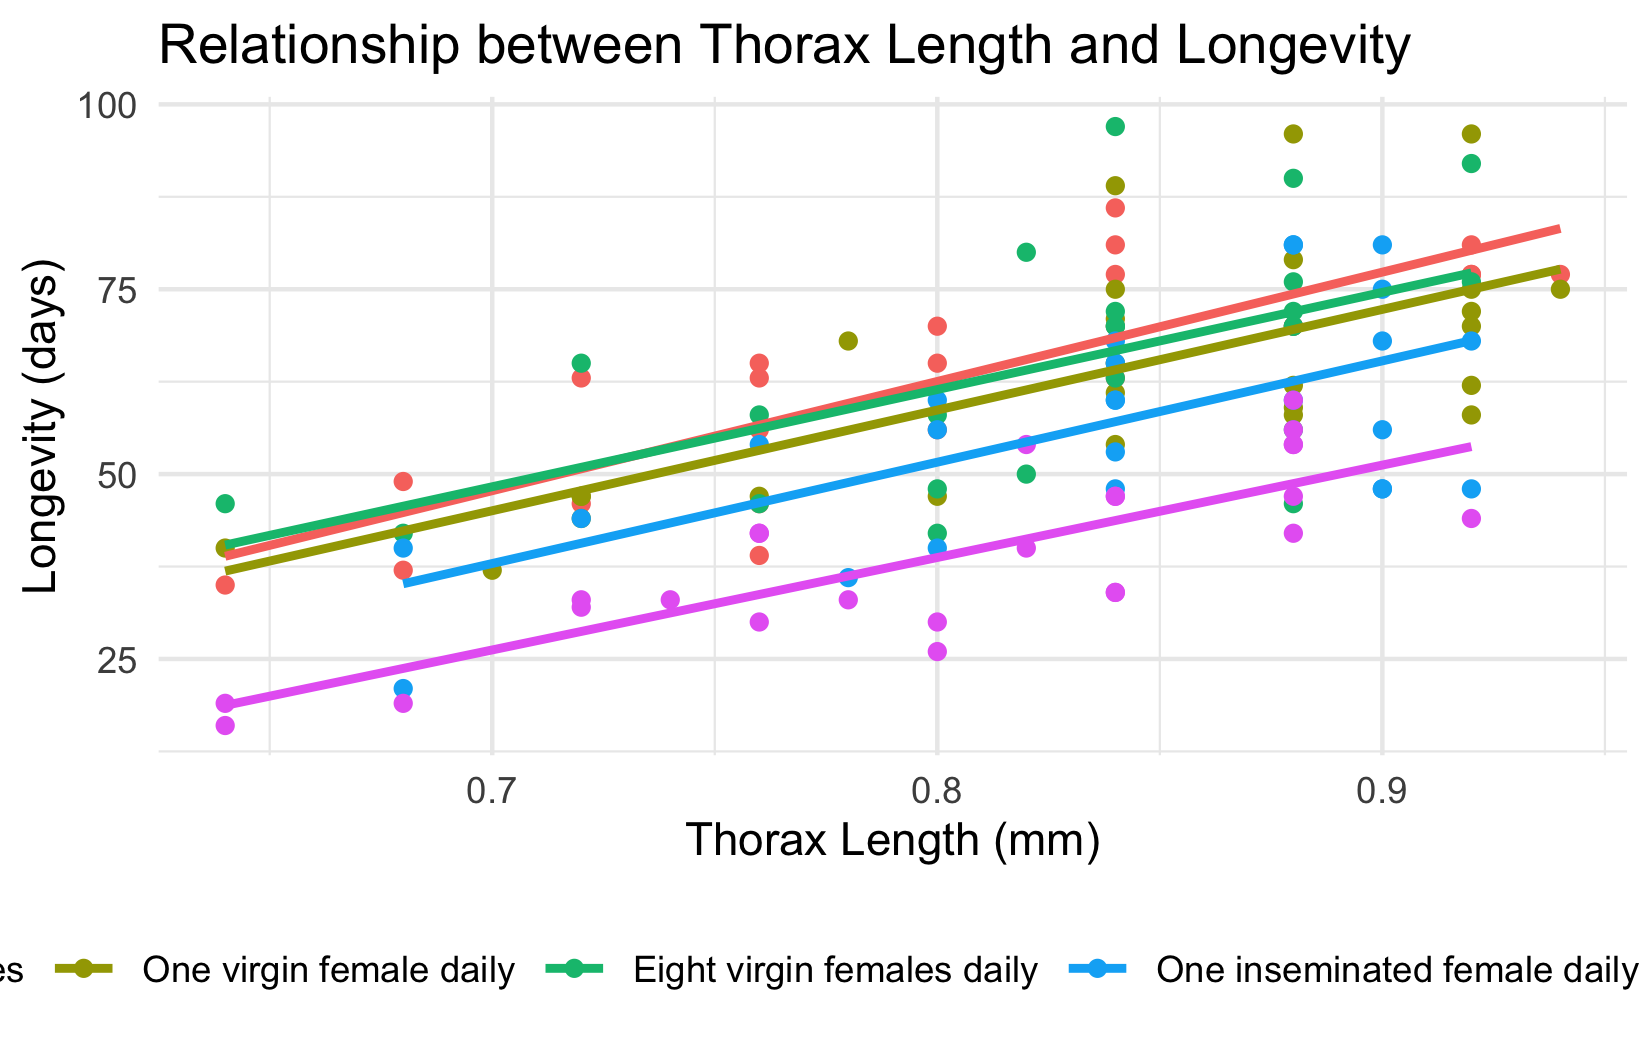 Relationship between Thorax Length and Longevity
100
75
50
25
Longevity (days)
0.7 0.8 0.9
Thorax Length (mm)
es One virgin female daily Eight virgin females daily One inseminated female daily